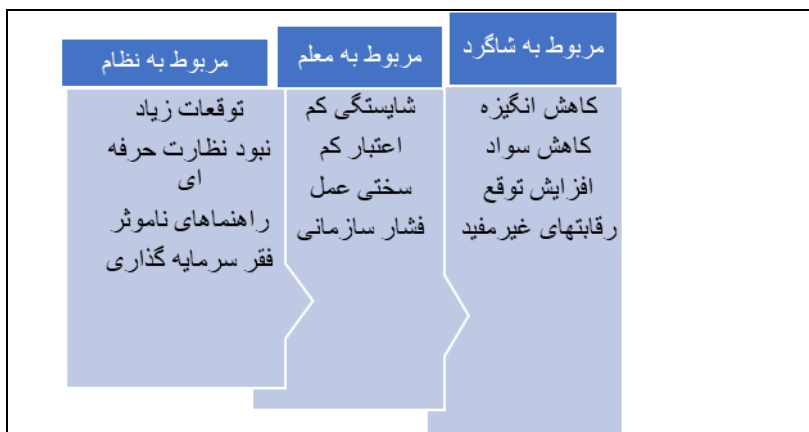 مربوط به شاگرد
کاهش انگیزه
کاهش سواد
افزایش توقع
رقابتهای غیرمفید
مربوط به معلم
شایستگی کم
اعتبار کم
سختی عمل
فشار سازمانی
مربوط به نظام
توقعات زیاد
نبود نظارت حرفه
ای
راهنماهای ناموثر
فقر سرمایه گذاری